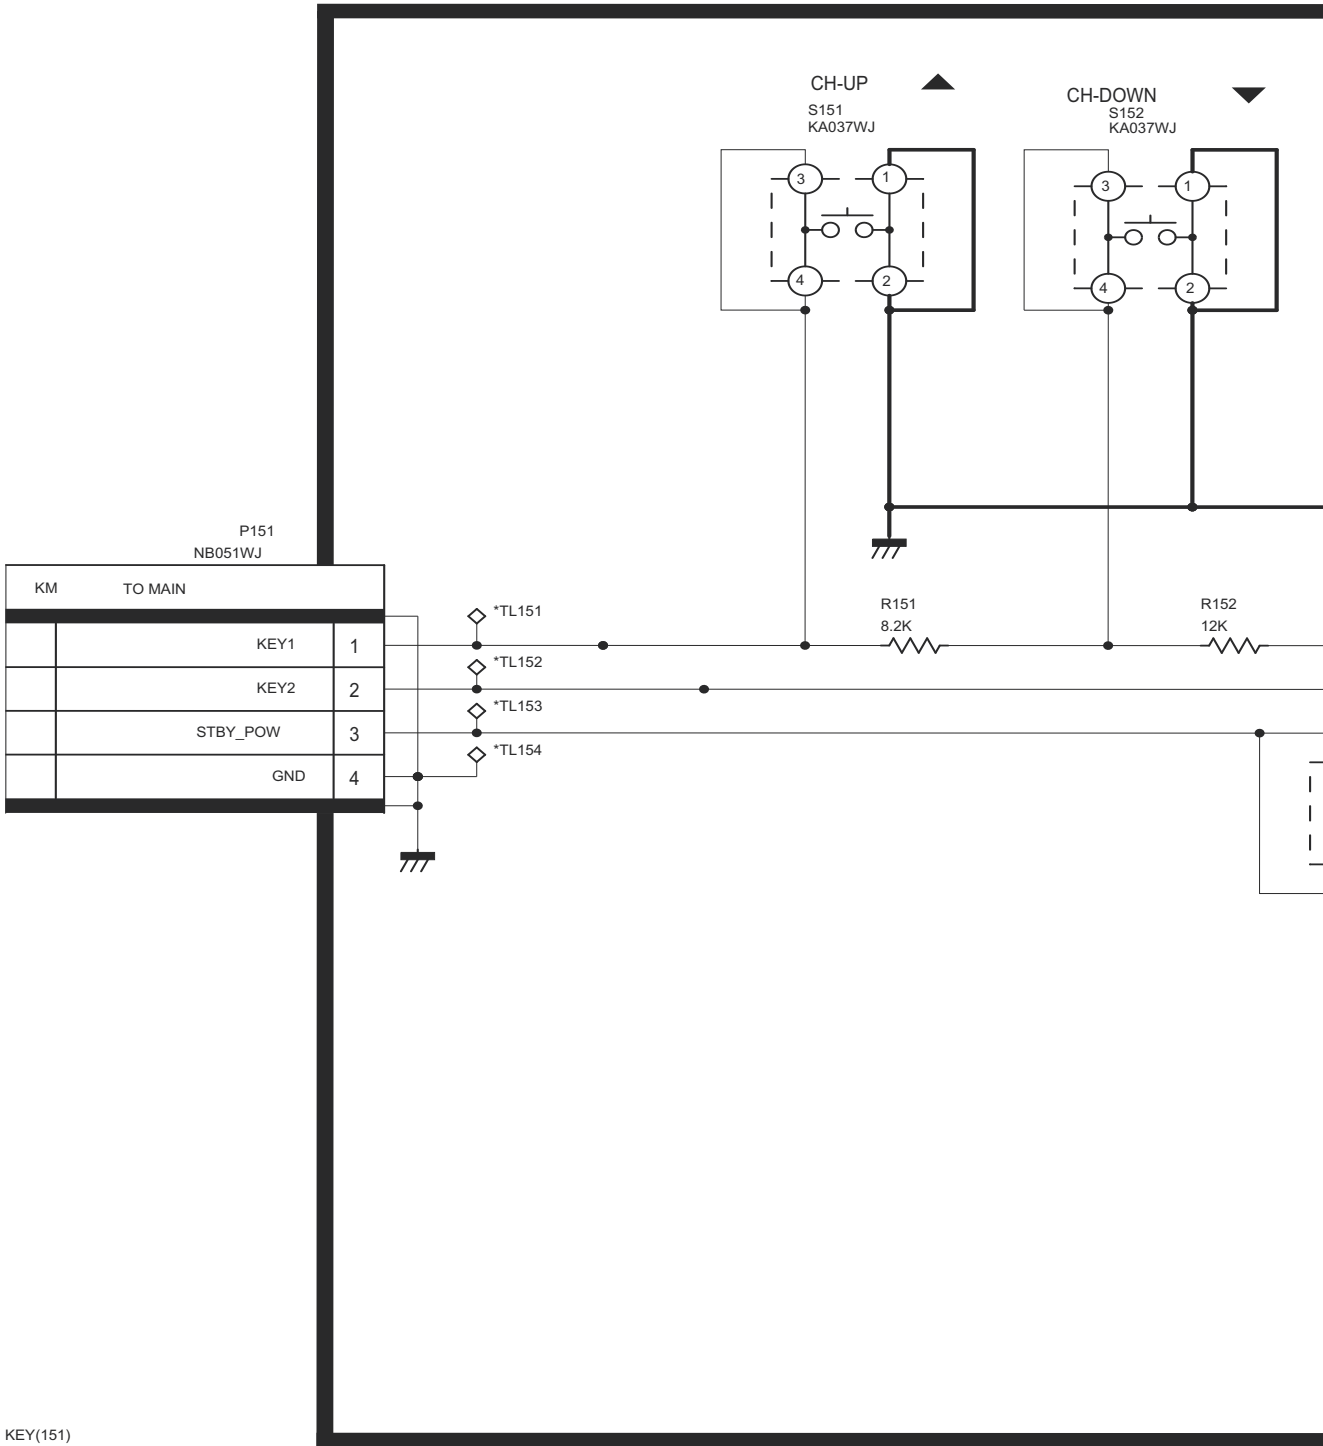 CH-UP
S151
KA037WJ
CH-DOWN
S152
KA037WJ
3
1
4
2
3
1
4
2
P151
NB051WJ
KM TO MAIN
KEY1 1
KEY2 2
STBY_POW 3
GND 4
*TL151
*TL152
*TL153
*TL154
R151
8.2K
R152
12K
KEY(151)